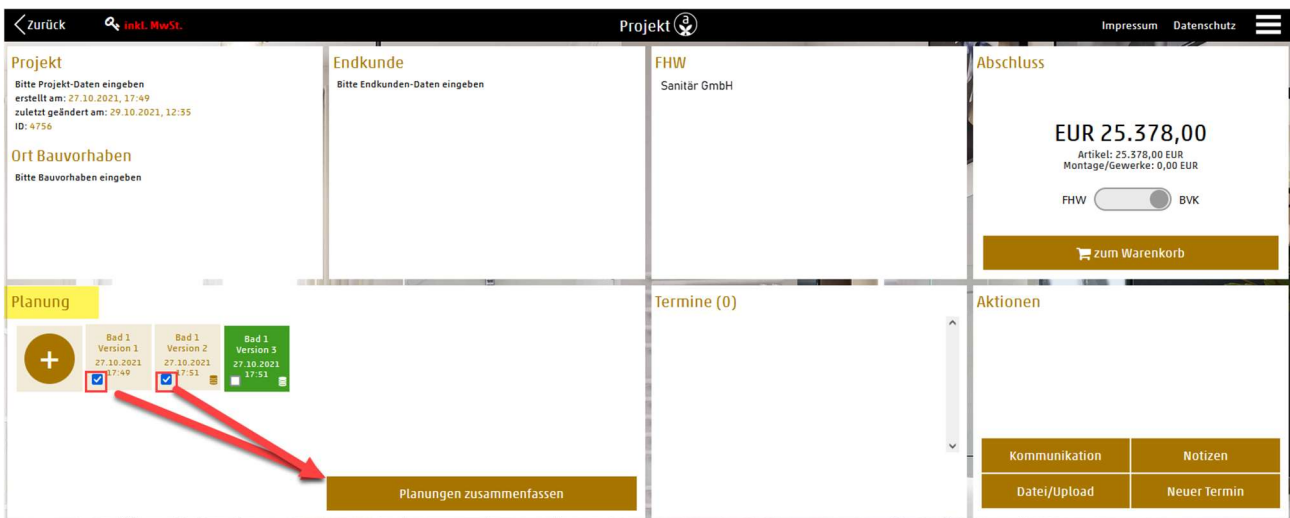 Zurück
inkl. MwSt.
Projekt
Impressum Datenschutz
Projekt
Bitte Projekt-Daten eingeben
erstellt am: 27.10.2021, 17:49
zuletzt geändert am: 29.10.2021, 12:35
ID: 4756
Ort Bauvorhaben
Bitte Bauvorhaben eingeben
Endkunde
Bitte Endkunden-Daten eingeben
FHW
Sanitär GmbH
Abschluss
EUR 25.378,00
Artikel: 25.378,00 EUR
Montage/Gewerke: 0,00 EUR
FHW BVK
zum Warenkorb
Planung
+
Bad 1
Version 1
27.10.2021
17:49
Bad 1
Version 2
27.10.2021
17:51
Bad 1
Version 3
27.10.2021
17:51
Planungen zusammenfassen
Termine (0)
Aktionen
Kommunikation
Notizen
Datei/Upload
Neuer Termin